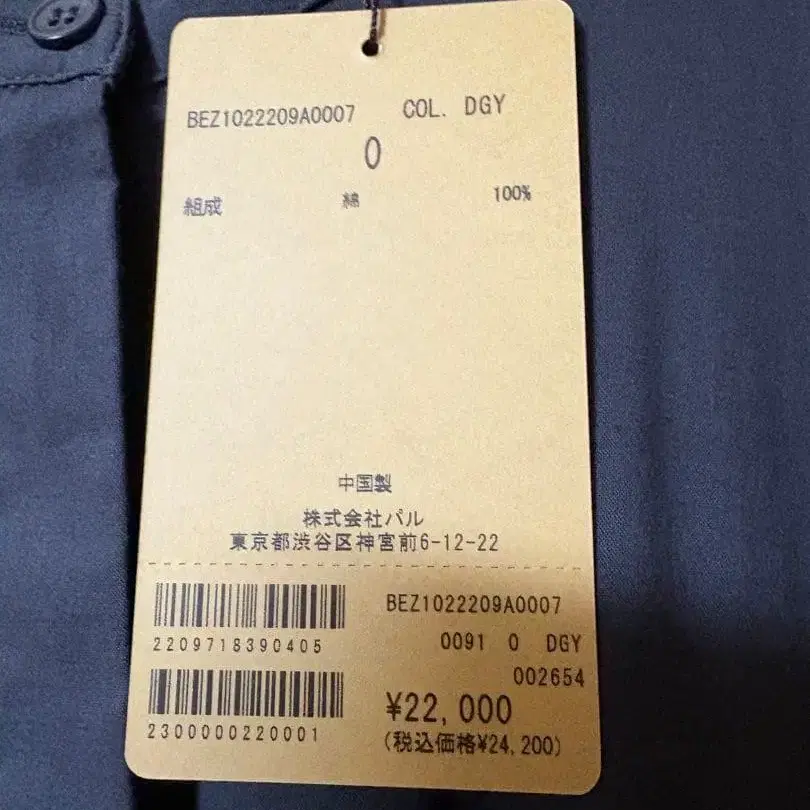 BEZ1022209A0007 COL. DGY
0
組成 綿 100%
中国製
株式会社パル
東京都渋谷区神宮前6-12-22
BEZ1022209A0007
2209718390405
0091 0 DGY
002654
2300000220001
¥22,000
(税込価格¥24,200)